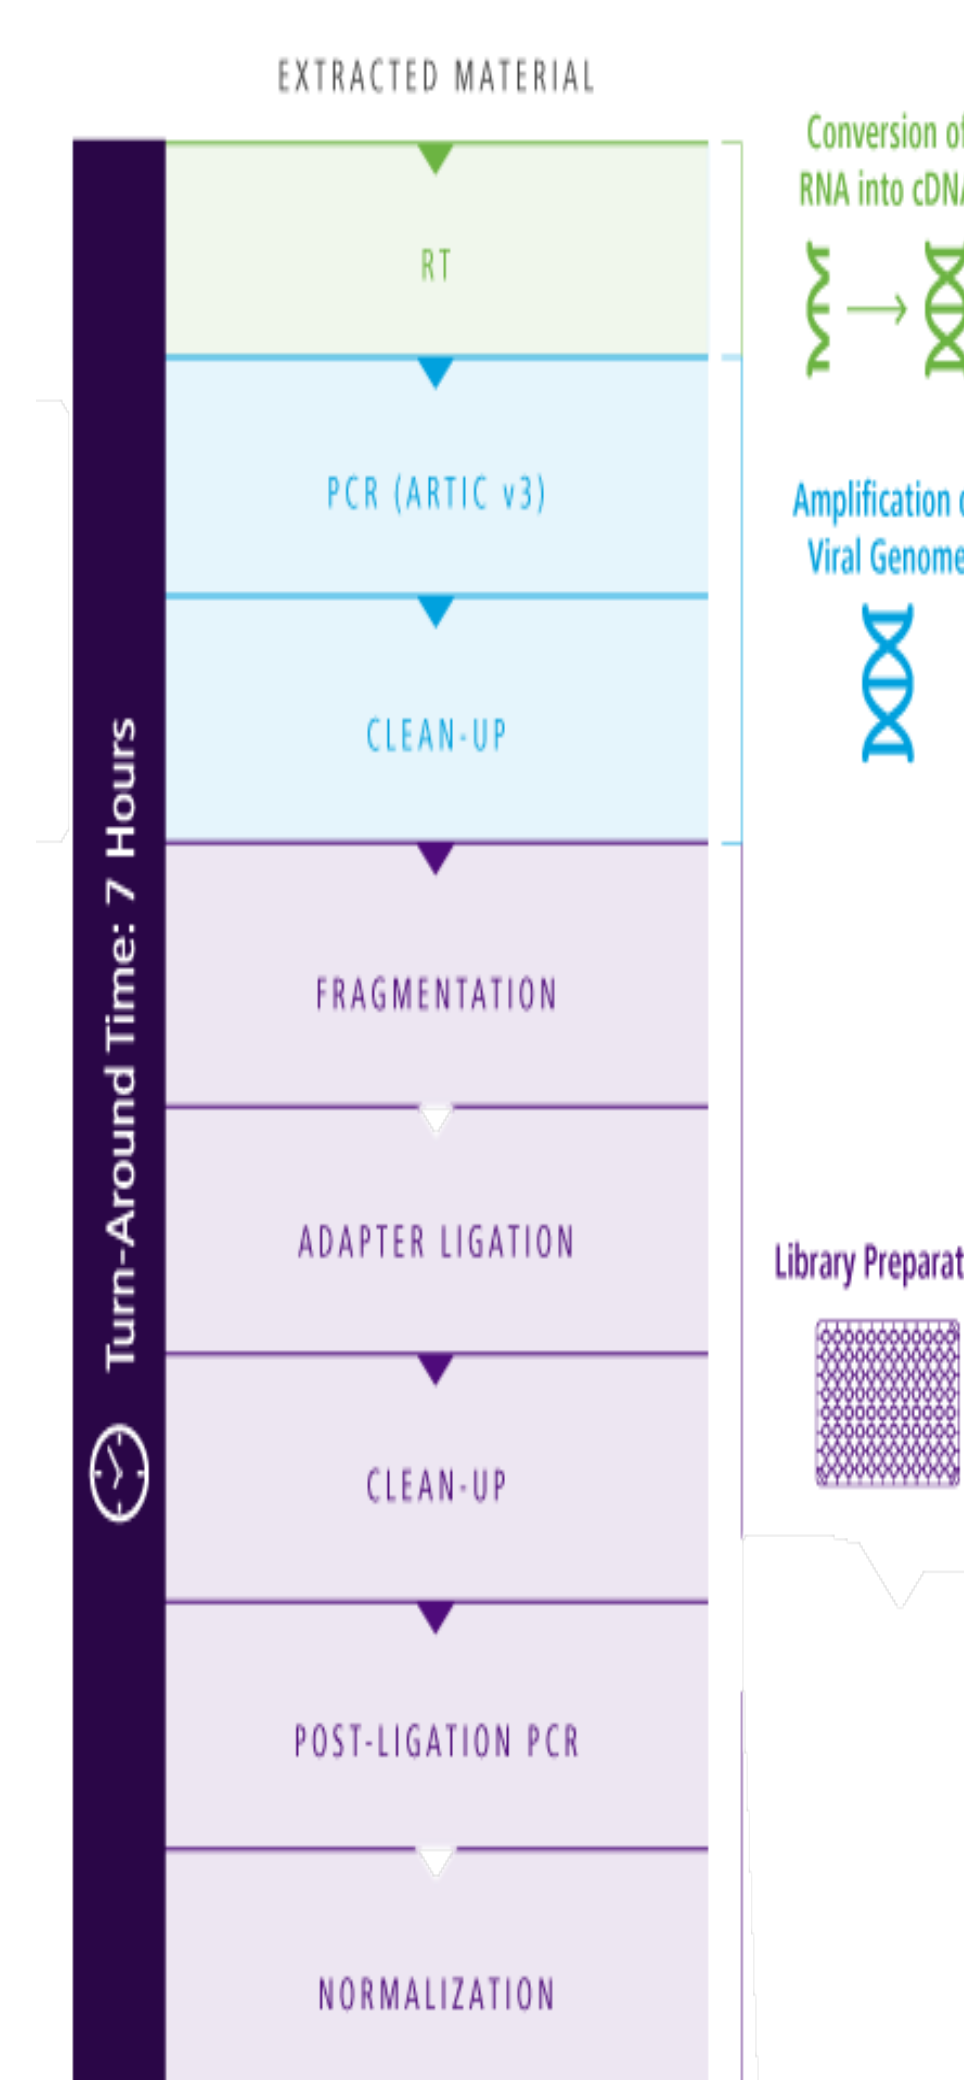 EXTRACTED MATERIAL
Conversion of
RNA into cDNA
RT
PCR (ARTIC v3)
Amplification o
Viral Genome
CLEAN-UP
Turn-Around Time: 7 Hours
FRAGMENTATION
ADAPTER LIGATION
Library Preparat
CLEAN-UP
POST-LIGATION PCR
NORMALIZATION